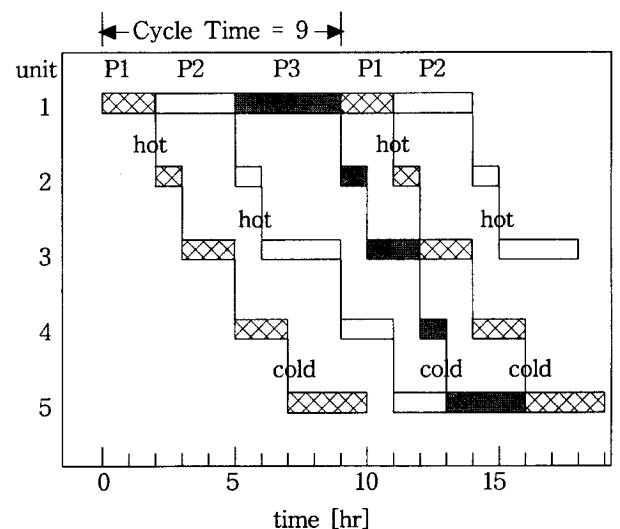 Cycle Time = 9
unit P1 P2 P3 P1 P2
1
hot hot
2
hot hot
3
4
cold cold cold
5
0 5 10 15
time [hr]